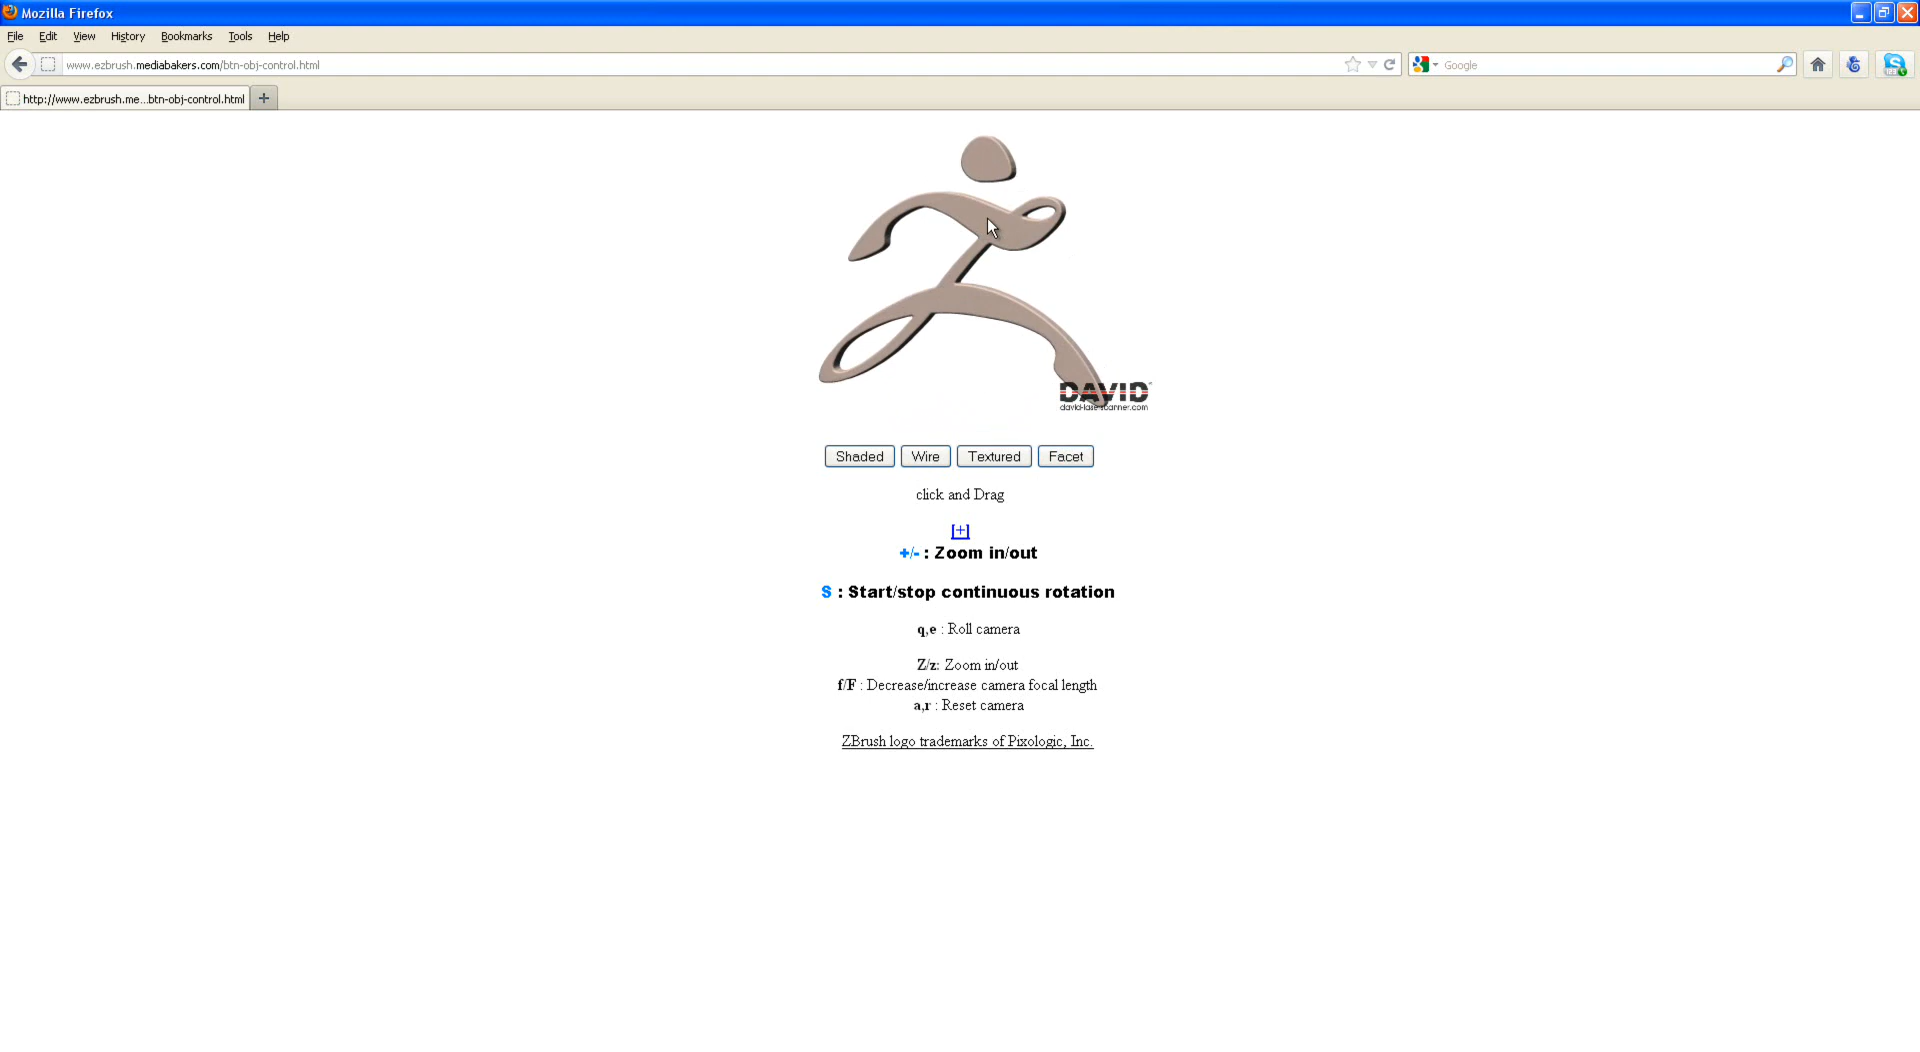 Mozilla Firefox
File Edit View History Bookmarks Tools Help
www.ezbrush.mediabakers.com/btn-obj-control.html
Google
http://www.ezbrush.me...btn-obj-control.html
DAVID
david-laserscanner.com
Shaded Wire Textured Facet
click and Drag
[+]
+/- : Zoom in/out
S : Start/stop continuous rotation
q,e : Roll camera
Z/z: Zoom in/out
f/F : Decrease/increase camera focal length
a,r : Reset camera
ZBrush logo trademarks of Pixologic, Inc.